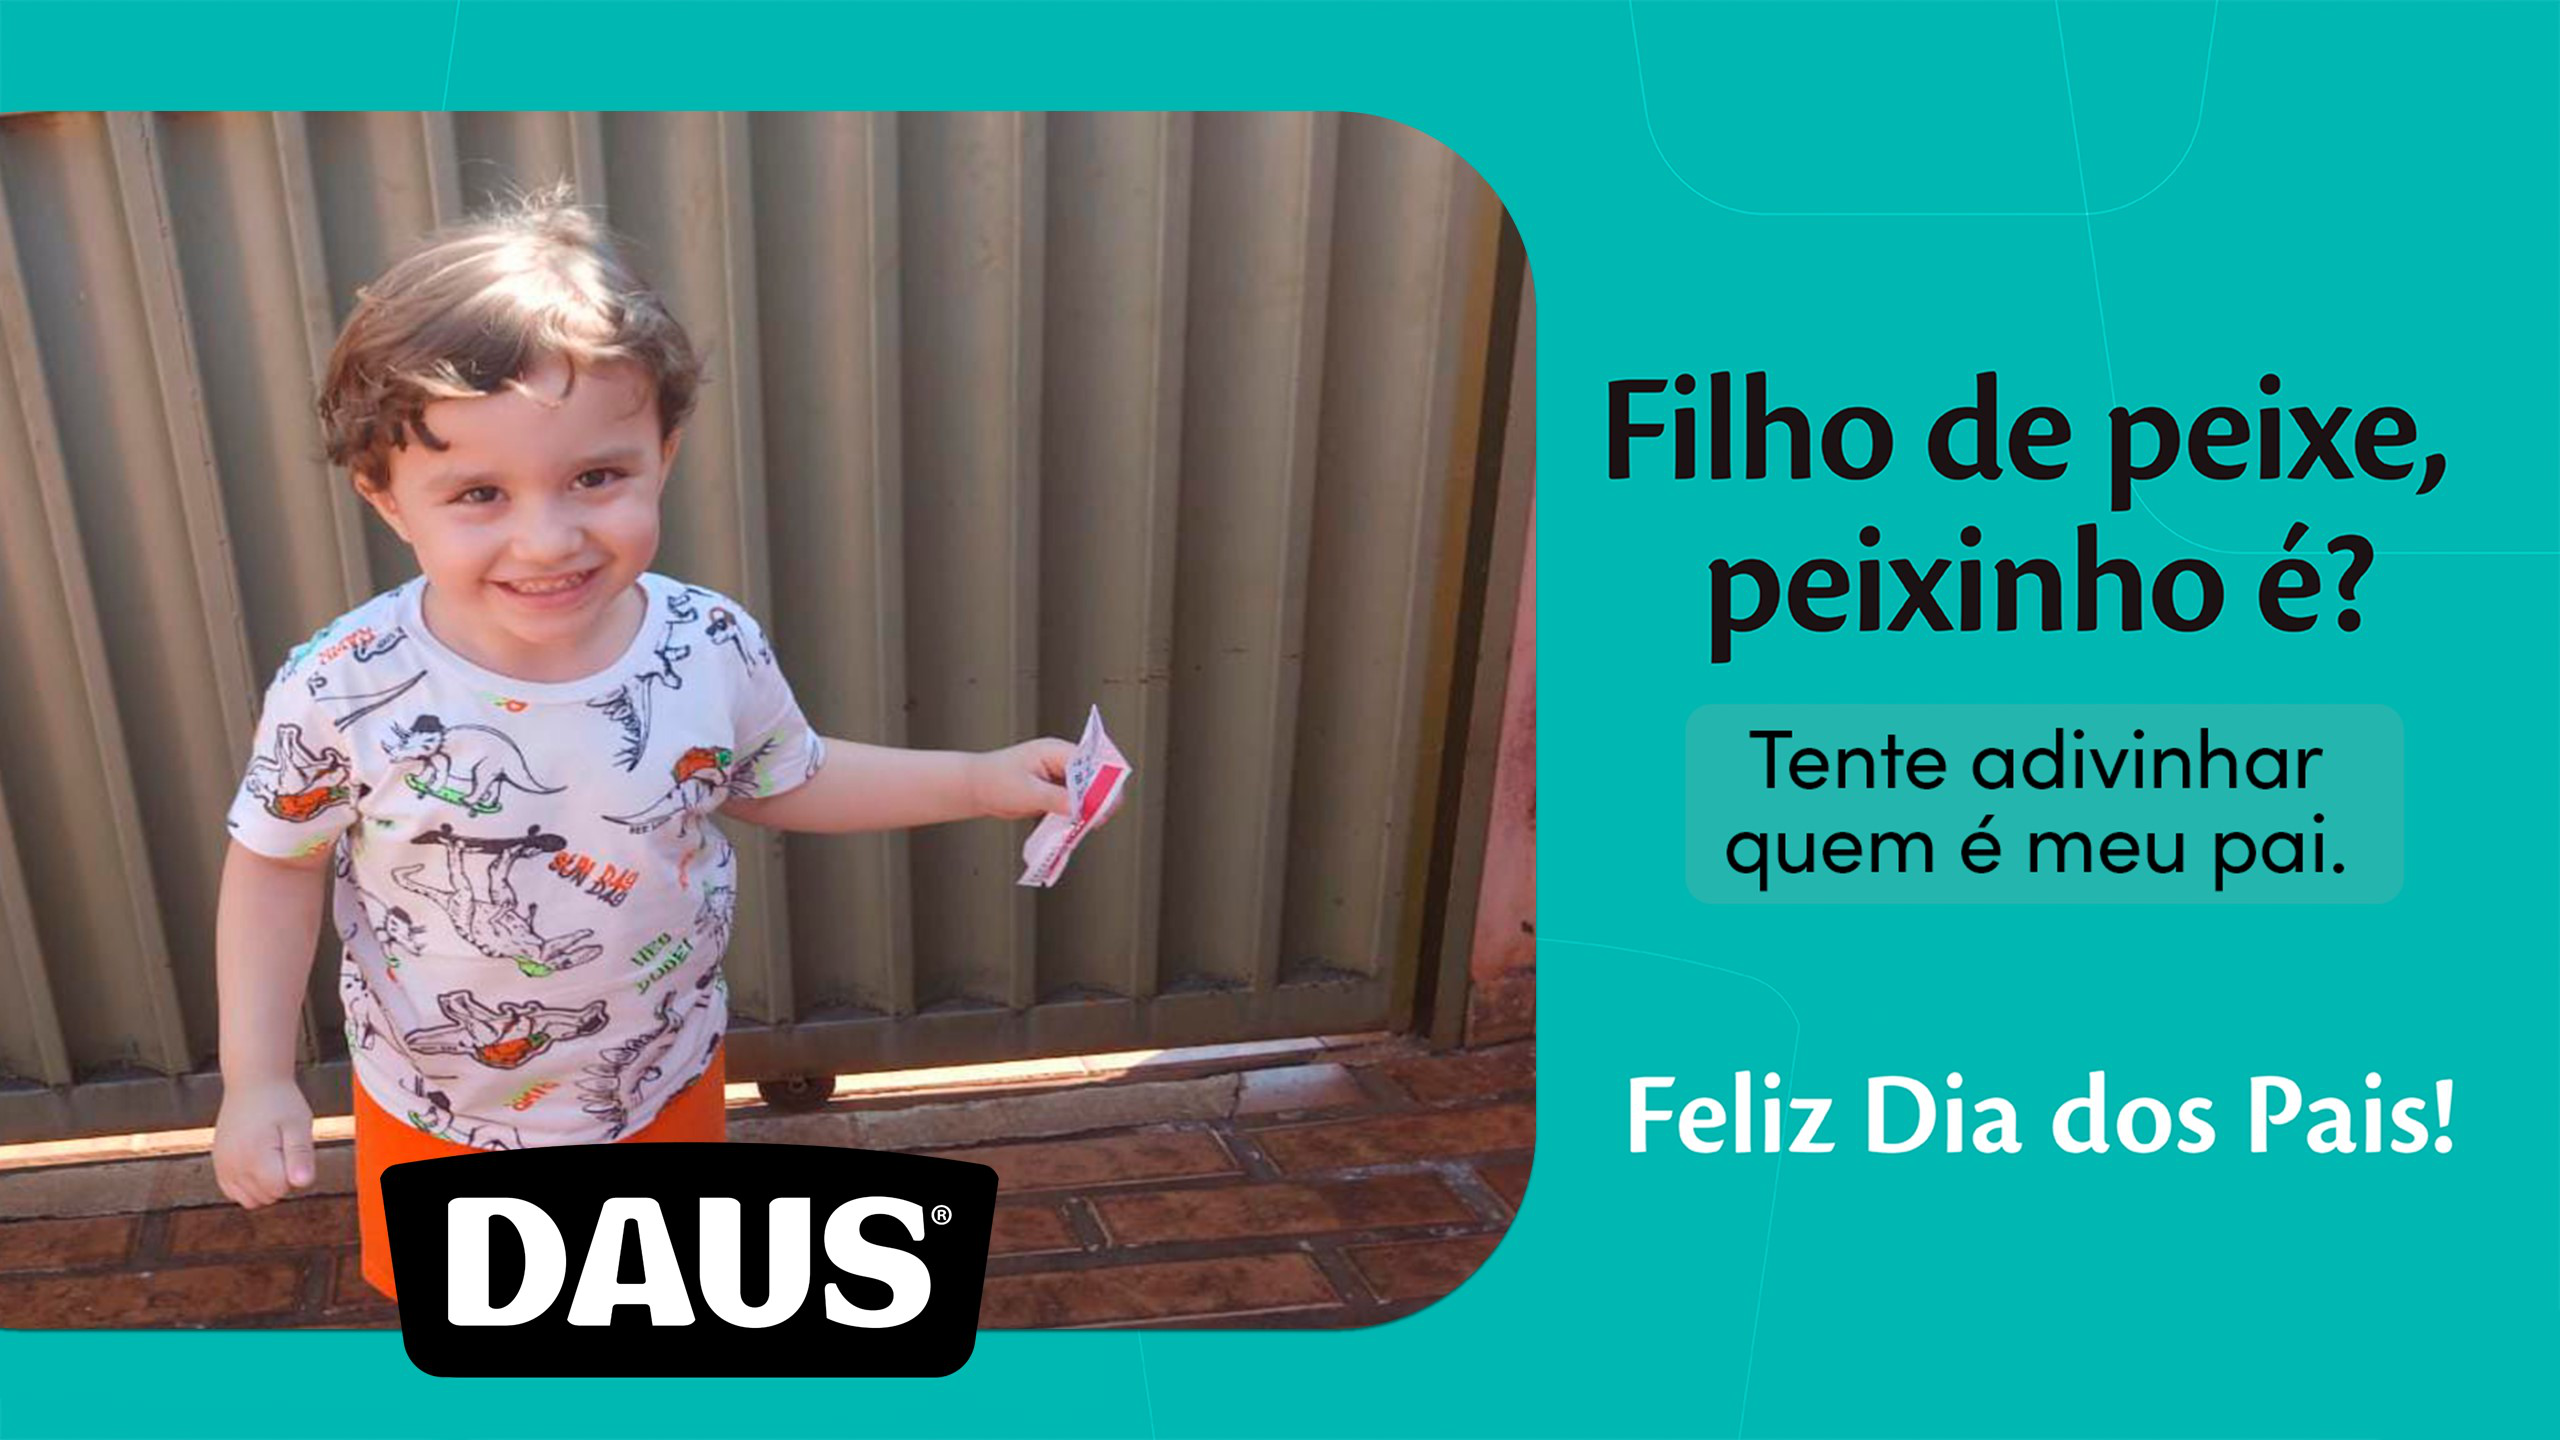 Filho de peixe,
peixinho é?
Tente adivinhar
quem é meu pai.
Feliz Dia dos Pais!
DAUS®